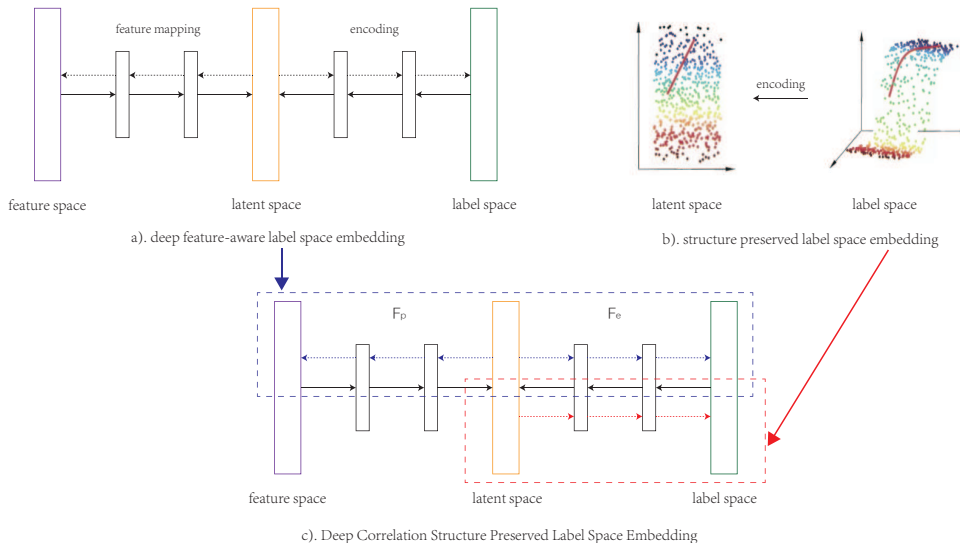 feature mapping
encoding
encoding
feature space
latent space
label space
latent space
label space
a). deep feature-aware label space embedding
b). structure preserved label space embedding
Fₚ
Fₑ
feature space
latent space
label space
c). Deep Correlation Structure Preserved Label Space Embedding